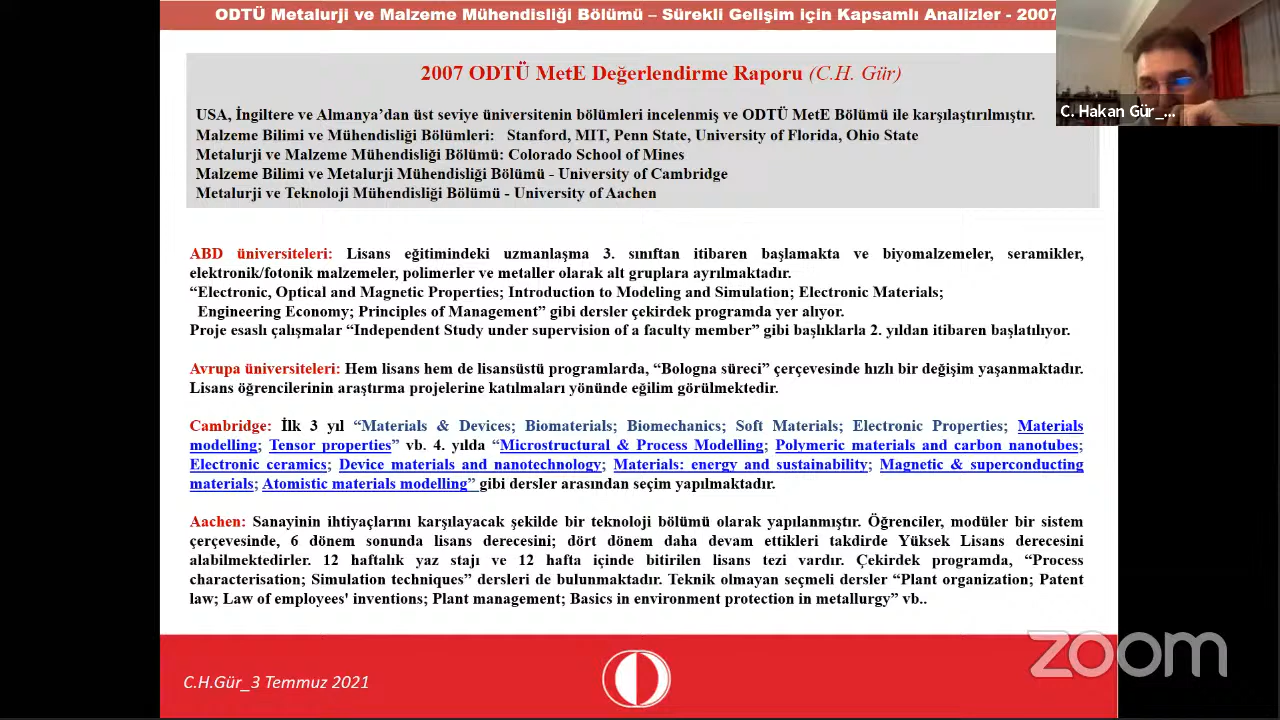 ODTÜ Metalurji ve Malzeme Mühendisliği Bölümü – Sürekli Gelişim için Kapsamlı Analizler - 2007
C. Hakan Gür_...
2007 ODTÜ MetE Değerlendirme Raporu (C.H. Gür)
USA, İngiltere ve Almanya’dan üst seviye üniversitenin bölümleri incelenmiş ve ODTÜ MetE Bölümü ile karşılaştırılmıştır.
Malzeme Bilimi ve Mühendisliği Bölümleri: Stanford, MIT, Penn State, University of Florida, Ohio State
Metalurji ve Malzeme Mühendisliği Bölümü: Colorado School of Mines
Malzeme Bilimi ve Metalurji Mühendisliği Bölümü - University of Cambridge
Metalurji ve Teknoloji Mühendisliği Bölümü - University of Aachen
ABD üniversiteleri: Lisans eğitimindeki uzmanlaşma 3. sınıftan itibaren başlamakta ve biyomalzemeler, seramikler,
elektronik/fotonik malzemeler, polimerler ve metaller olarak alt gruplara ayrılmaktadır.
“Electronic, Optical and Magnetic Properties; Introduction to Modeling and Simulation; Electronic Materials;
Engineering Economy; Principles of Management” gibi dersler çekirdek programda yer alıyor.
Proje esaslı çalışmalar “Independent Study under supervision of a faculty member” gibi başlıklarla 2. yıldan itibaren başlatılıyor.
Avrupa üniversiteleri: Hem lisans hem de lisansüstü programlarda, “Bologna süreci” çerçevesinde hızlı bir değişim yaşanmaktadır.
Lisans öğrencilerinin araştırma projelerine katılmaları yönünde eğilim görülmektedir.
Cambridge: İlk 3 yıl “Materials & Devices; Biomaterials; Biomechanics; Soft Materials; Electronic Properties; Materials
modelling; Tensor properties” vb. 4. yılda “Microstructural & Process Modelling; Polymeric materials and carbon nanotubes;
Electronic ceramics; Device materials and nanotechnology; Materials: energy and sustainability; Magnetic & superconducting
materials; Atomistic materials modelling” gibi dersler arasından seçim yapılmaktadır.
Aachen: Sanayinin ihtiyaçlarını karşılayacak şekilde bir teknoloji bölümü olarak yapılanmıştır. Öğrenciler, modüler bir sistem
çerçevesinde, 6 dönem sonunda lisans derecesini; dört dönem daha devam ettikleri takdirde Yüksek Lisans derecesini
alabilmektedirler. 12 haftalık yaz stajı ve 12 hafta içinde bitirilen lisans tezi vardır. Çekirdek programda, “Process
characterisation; Simulation techniques” dersleri de bulunmaktadır. Teknik olmayan seçmeli dersler “Plant organization; Patent
law; Law of employees' inventions; Plant management; Basics in environment protection in metallurgy” vb..
C.H.Gür_3 Temmuz 2021
zoom